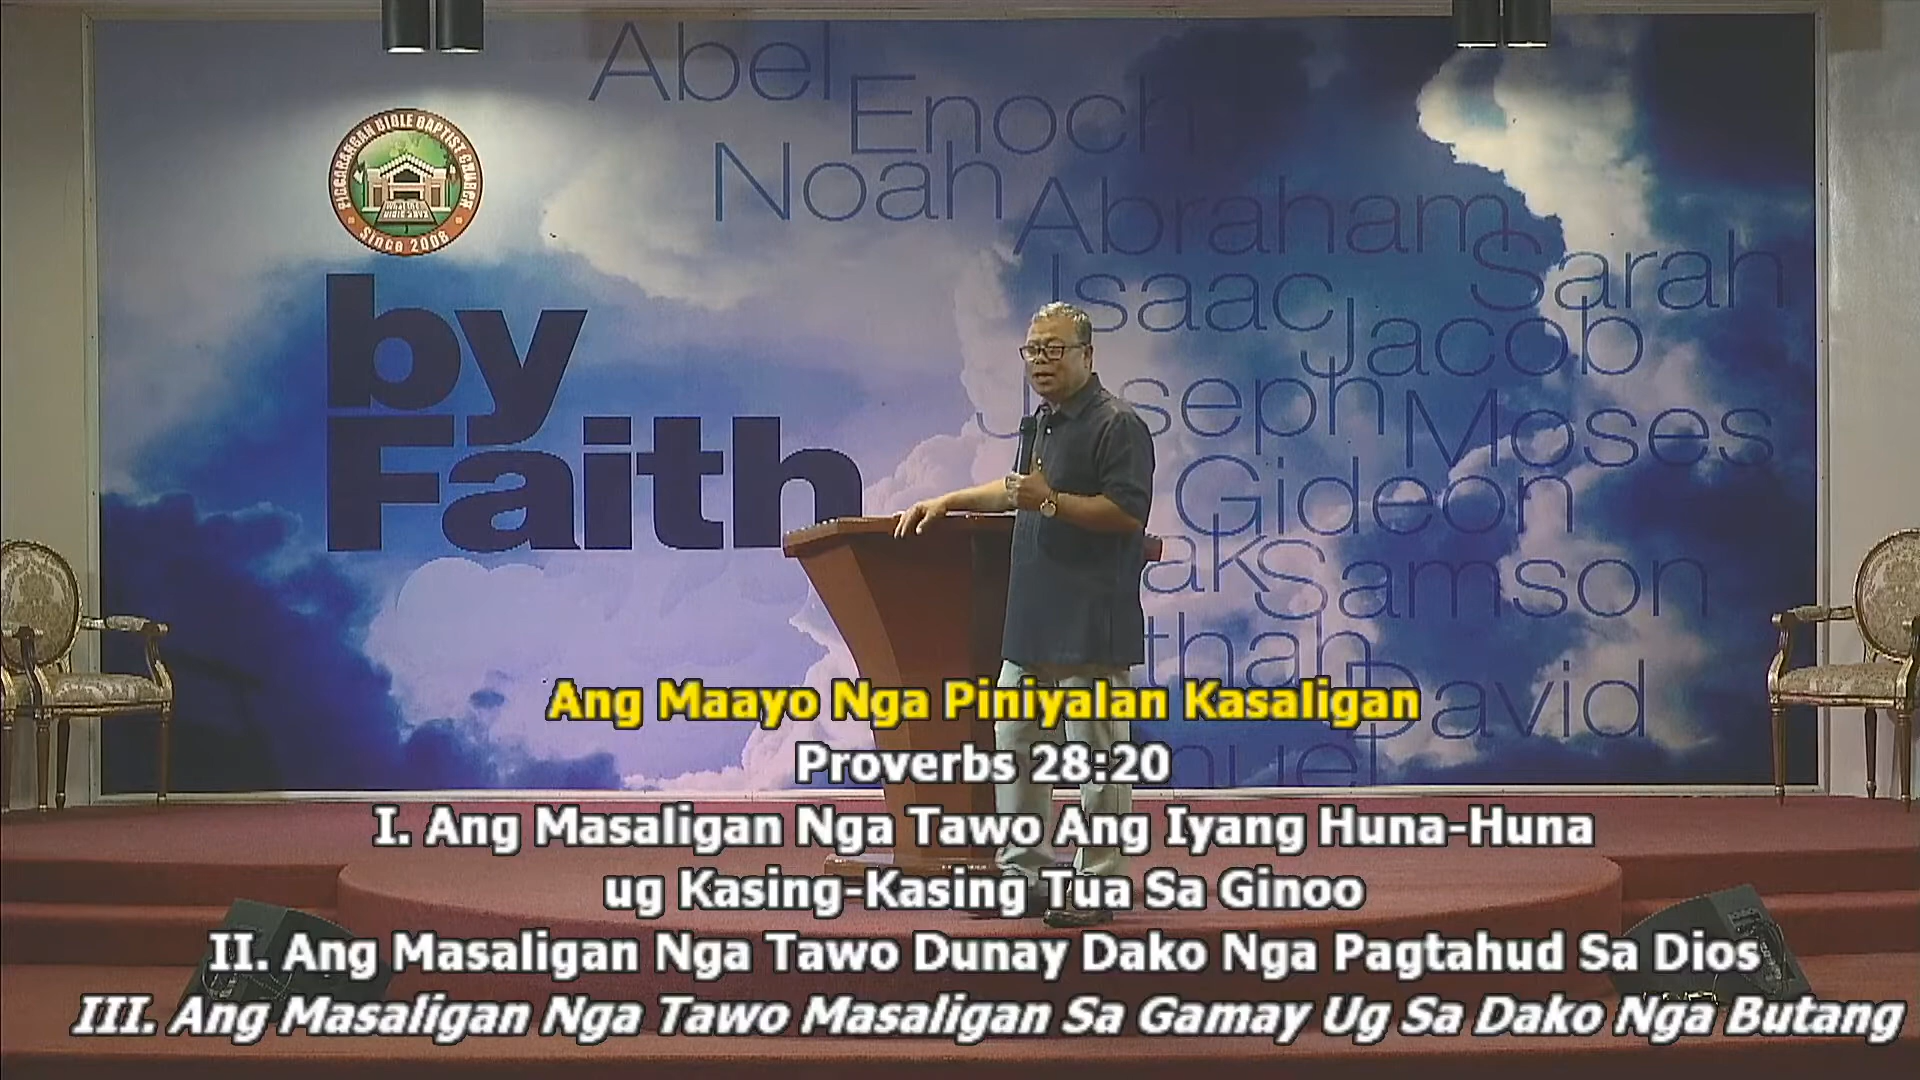 Abel
Enoch
Noah
Abraham
Sarah
Isaac
Jacob
Moses
Gideon
Samson
David
BIBLE BAPTIST CHURCH
Since 2008
by
Faith
Ang Maayo Nga Piniyalan Kasaligan
Proverbs 28:20
I. Ang Masaligan Nga Tawo Ang Iyang Huna-Huna
ug Kasing-Kasing Tua Sa Ginoo
II. Ang Masaligan Nga Tawo Dunay Dako Nga Pagtahud Sa Dios
III. Ang Masaligan Nga Tawo Masaligan Sa Gamay Ug Sa Dako Nga Butang